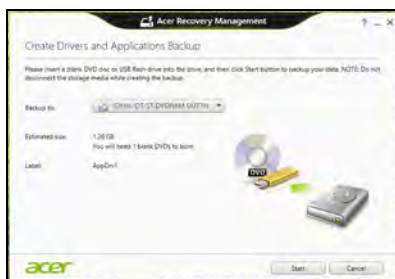 Acer Recovery Management
? – ×
Create Drivers and Applications Backup
Please insert a blank DVD disc or USB flash drive into the drive, and then click Start button to backup your data. NOTE: Do not
disconnect the storage media while creating the backup.
Backup to:
Estimated size: 1.28 GB
You will need 1 blank DVDs to burn.
Label:
DVD
acer
Start
Cancel